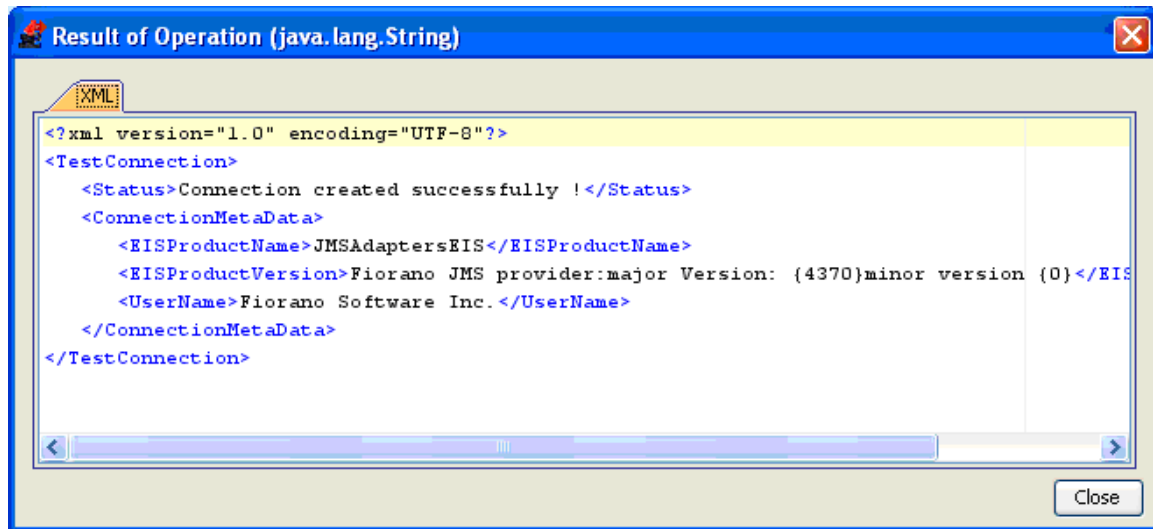 Result of Operation (java.lang.String)
XML
<?xml version="1.0" encoding="UTF-8"?>
<TestConnection>
<Status>Connection created successfully !</Status>
<ConnectionMetaData>
<EISProductName>JMSAdaptersEIS</EISProductName>
<EISProductVersion>Fiorano JMS provider:major Version: {4370}minor version {0}</EIS
<UserName>Fiorano Software Inc.</UserName>
</ConnectionMetaData>
</TestConnection>
Close